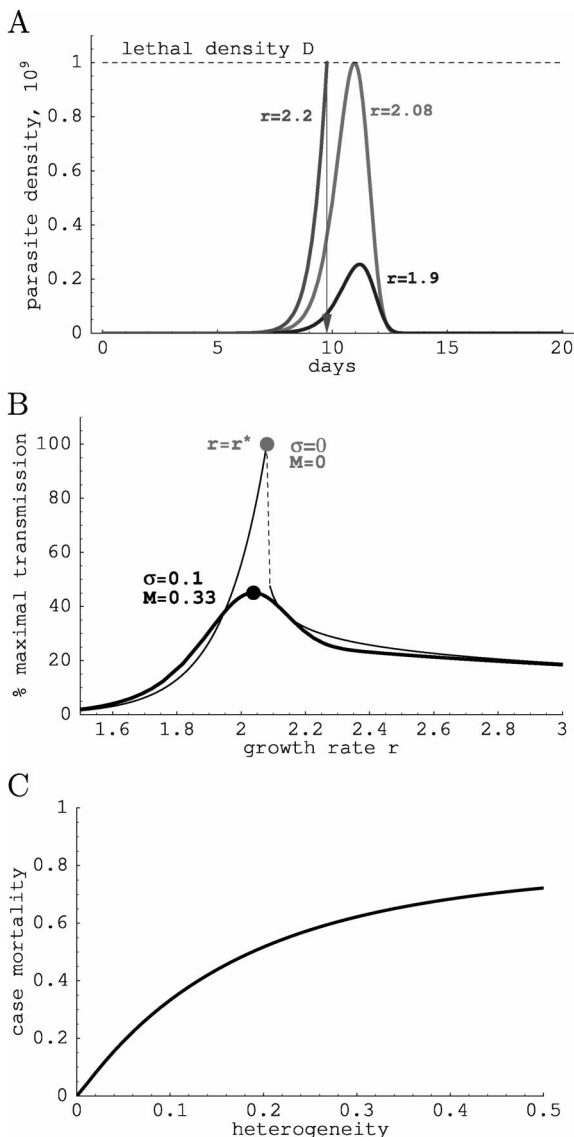 A
lethal density D
parasite density, 10⁹
1
0.8
0.6
0.4
0.2
0
r=2.2
r=2.08
r=1.9
0
5
10
15
20
days
B
% maximal transmission
100
80
60
40
20
0
r=r*
σ=0
M=0
σ=0.1
M=0.33
1.6
1.8
2
2.2
2.4
2.6
2.8
3
growth rate r
C
case mortality
1
0.8
0.6
0.4
0.2
0
0
0.1
0.2
0.3
0.4
0.5
heterogeneity